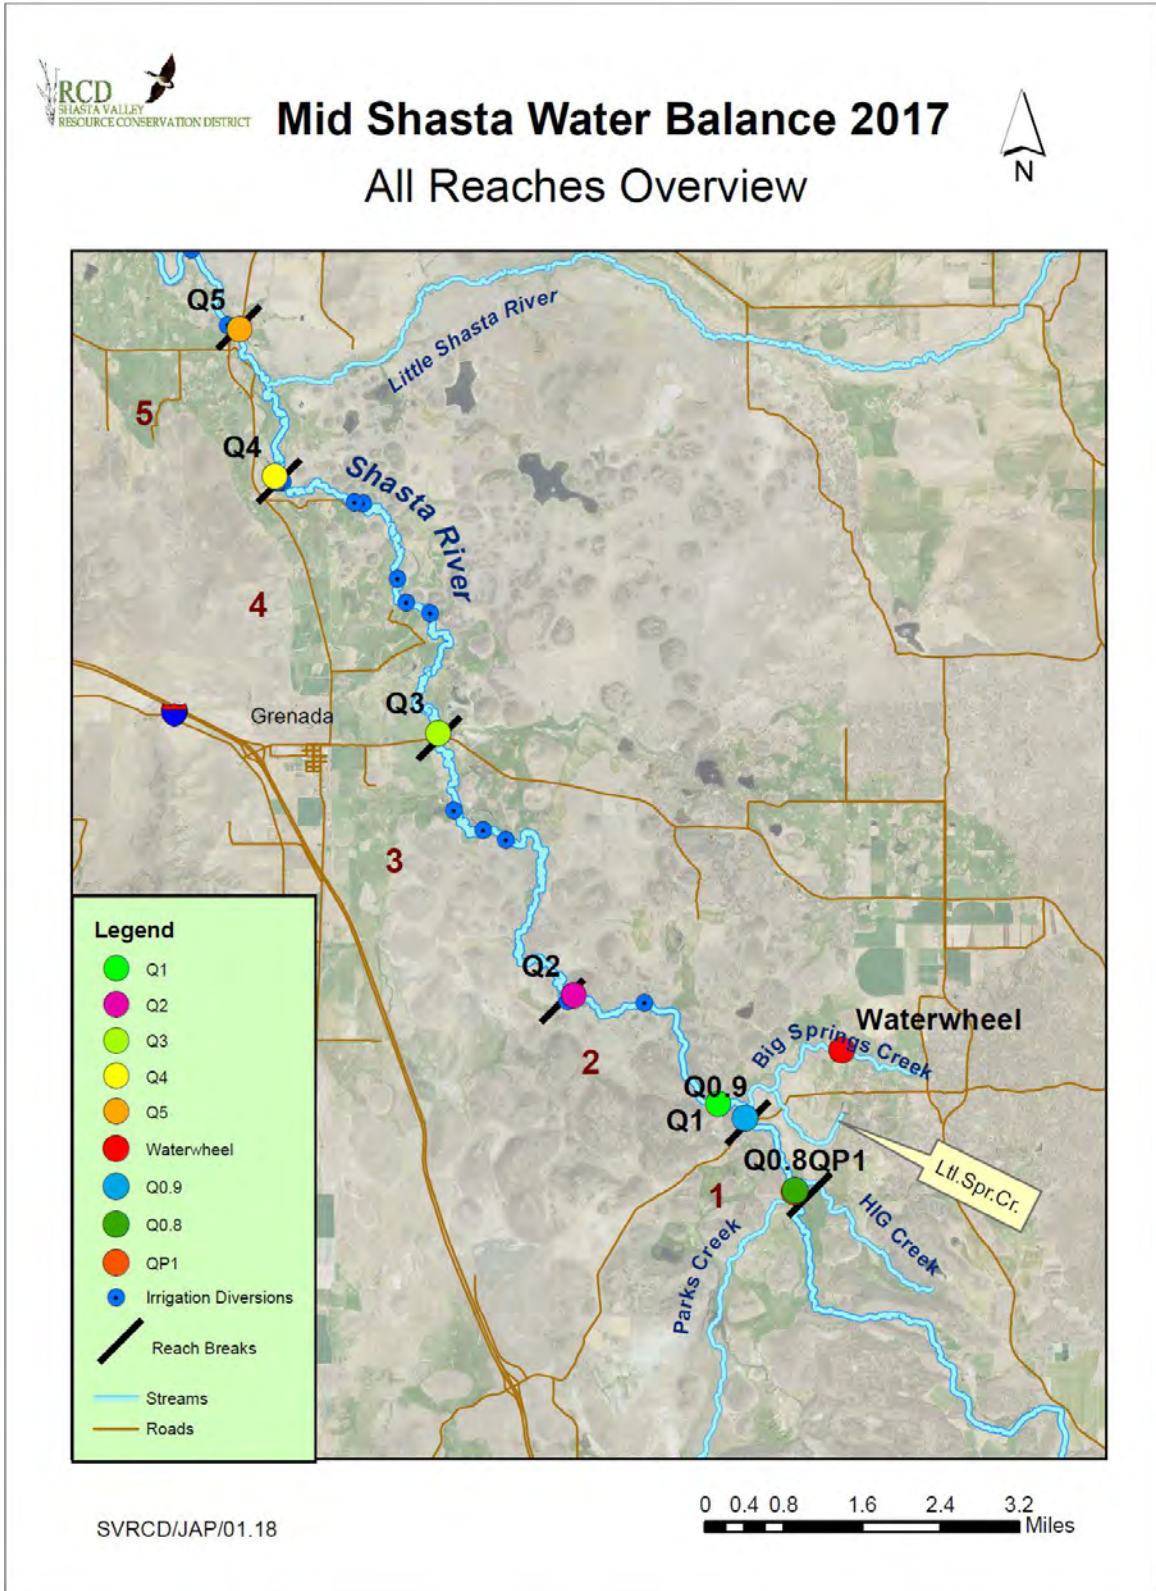 RCD
SHASTA VALLEY
RESOURCE CONSERVATION DISTRICT
Mid Shasta Water Balance 2017
All Reaches Overview
N
Q5
Little Shasta River
5
Q4
Shasta River
4
Q3
Grenada
3
Q2
Waterwheel
Big Springs Creek
2
Q0.9
Q1
Q0.8QP1
Ltl.Spr.Cr.
1
HIG Creek
Parks Creek
Legend
Q1
Q2
Q3
Q4
Q5
Waterwheel
Q0.9
Q0.8
QP1
Irrigation Diversions
Reach Breaks
Streams
Roads
SVRCD/JAP/01.18
0 0.4 0.8 1.6 2.4 3.2
Miles